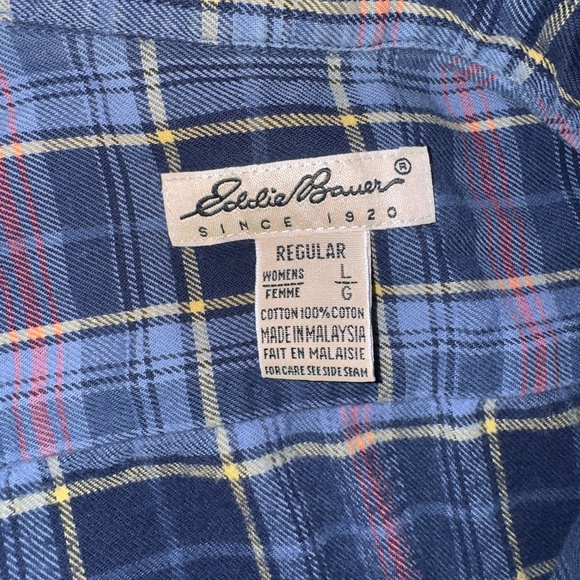 Eddie Bauer ®
SINCE 1920
REGULAR
WOMENS L
FEMME G
COTTON 100% COTON
MADE IN MALAYSIA
FAIT EN MALAISIE
FOR CARE SEE SIDE SEAM